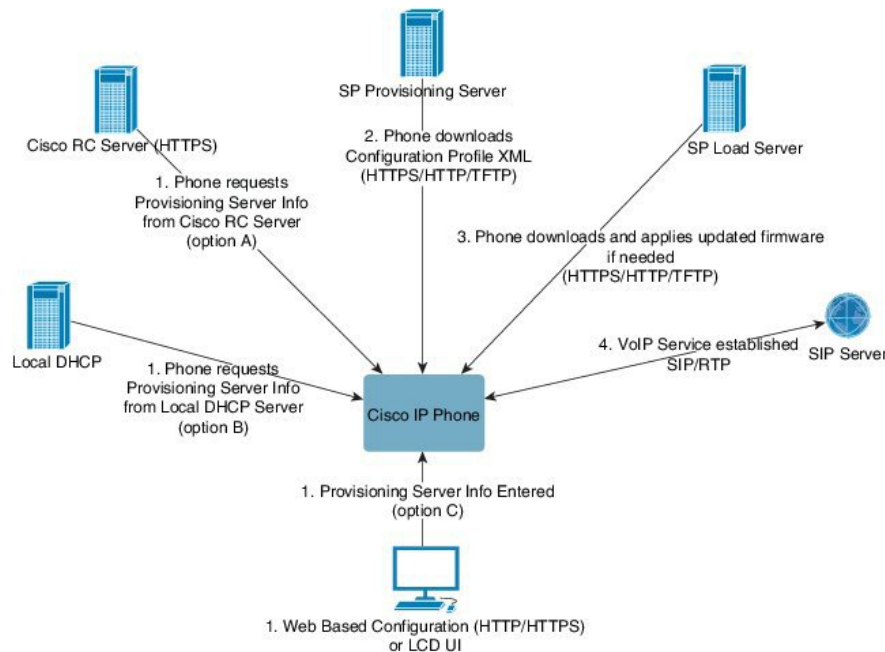 SP Provisioning Server
Cisco RC Server (HTTPS)
SP Load Server
2. Phone downloads
Configuration Profile XML
(HTTPS/HTTP/TFTP)
1. Phone requests
Provisioning Server Info
from Cisco RC Server
(option A)
3. Phone downloads and applies updated firmware
if needed
(HTTPS/HTTP/TFTP)
Local DHCP
1. Phone requests
Provisioning Server Info
from Local DHCP Server
(option B)
4. VoIP Service established
SIP/RTP
SIP Server
Cisco IP Phone
1. Provisioning Server Info Entered
(option C)
1. Web Based Configuration (HTTP/HTTPS)
or LCD UI